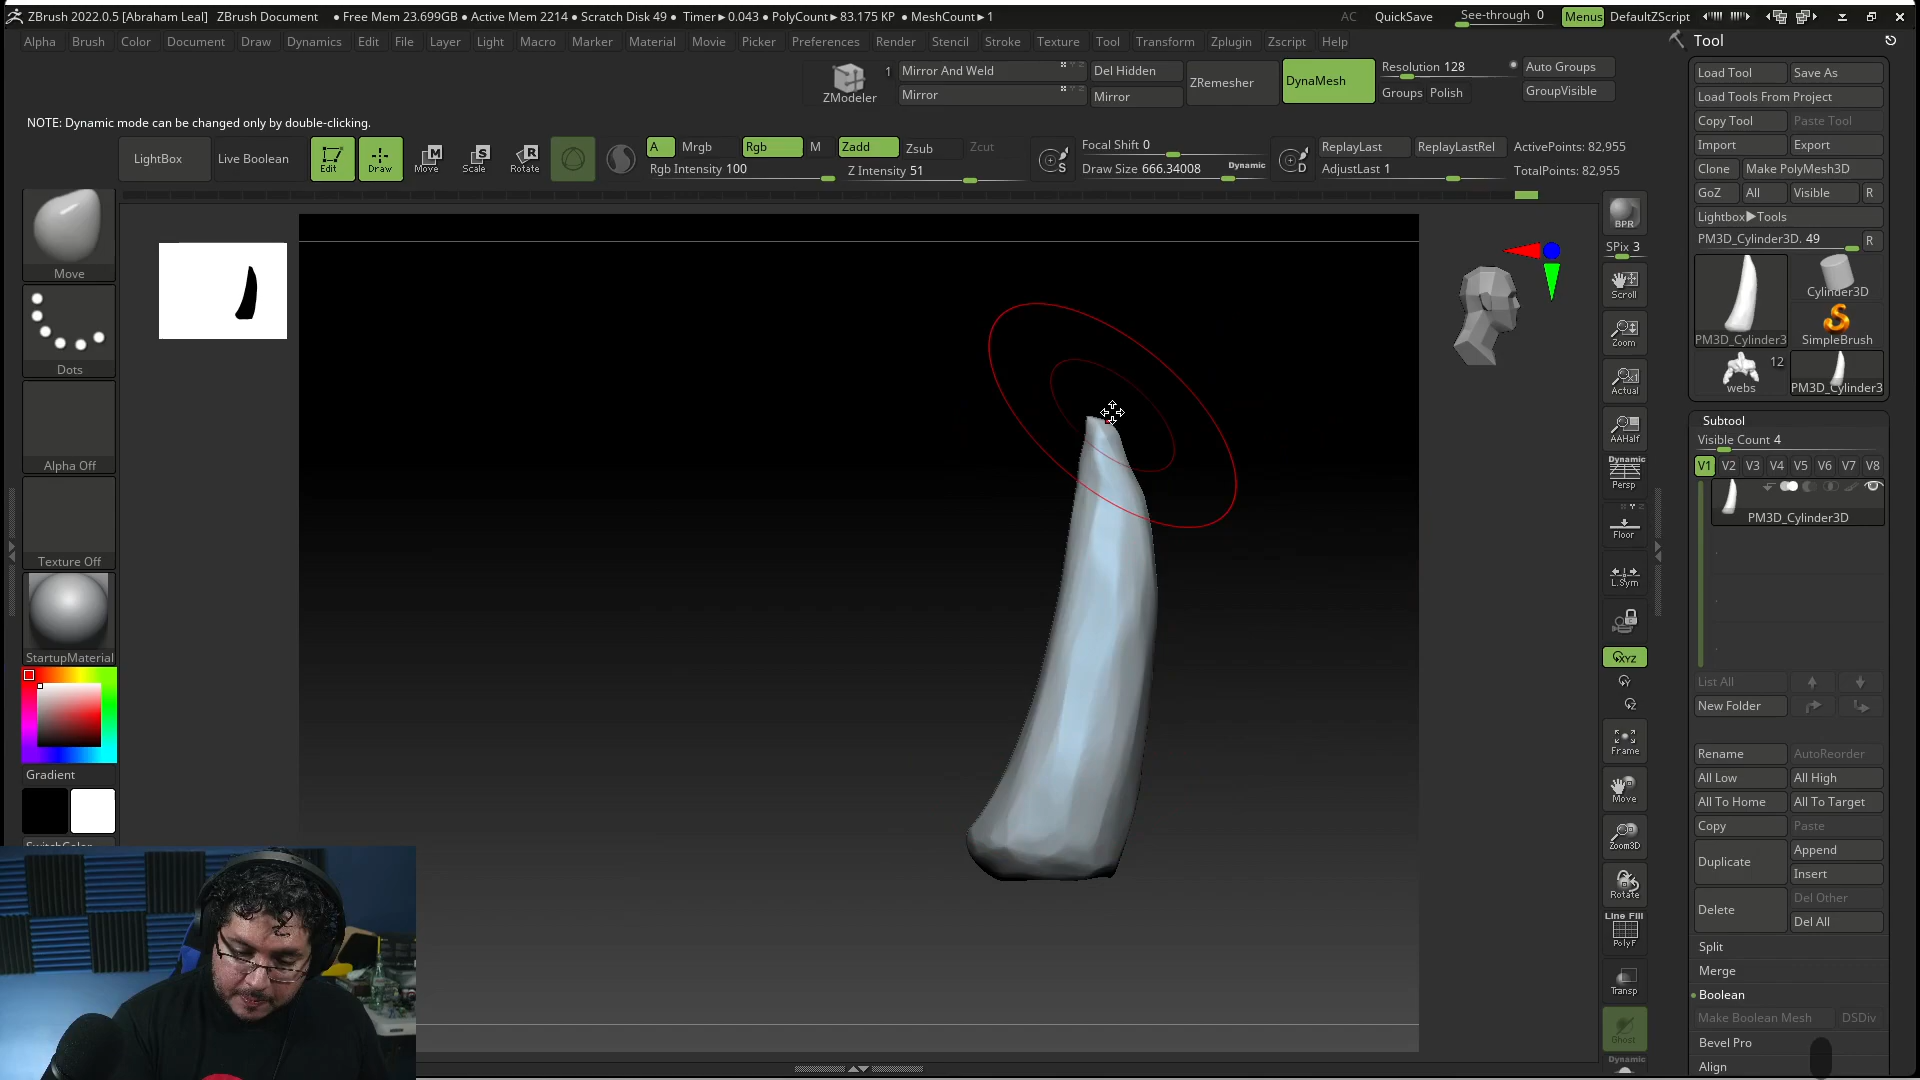 ZBrush 2022.0.5 [Abraham Leal] ZBrush Document • Free Mem 23.699GB • Active Mem 2214 • Scratch Disk 49 • Timer►0.043 • PolyCount►83.175 KP • MeshCount►1 AC QuickSave See-through 0 Menus DefaultZScript
Alpha Brush Color Document Draw Dynamics Edit File Layer Light Macro Marker Material Movie Picker Preferences Render Stencil Stroke Texture Tool Transform Zplugin Zscript Help
ZModeler 1 Mirror And Weld Del Hidden ZRemesher DynaMesh Resolution 128 Auto Groups
Mirror Mirror Groups Polish GroupVisible
NOTE: Dynamic mode can be changed only by double-clicking.
LightBox Live Boolean Edit Draw Move Scale Rotate
A Mrgb Rgb M Zadd Zsub Zcut Focal Shift 0 ReplayLast ReplayLastRel ActivePoints: 82,955
Rgb Intensity 100 Z Intensity 51 S Draw Size 666.34008 Dynamic D AdjustLast 1 TotalPoints: 82,955
Move
Dots
Alpha Off
Texture Off
StartupMaterial
Gradient
SwitchColor
BPR
SPix 3
Scroll
Zoom
Actual
AAHalf
Dynamic
Persp
Floor
L.Sym
XYZ
Y
Z
Frame
Move
Zoom3D
Rotate
Line Fill
PolyF
Transp
Ghost
Dynamic
Tool
Load Tool Save As
Load Tools From Project
Copy Tool Paste Tool
Import Export
Clone Make PolyMesh3D
GoZ All Visible R
Lightbox►Tools
PM3D_Cylinder3D. 49 R
Cylinder3D
PM3D_Cylinder3 SimpleBrush
12
webs PM3D_Cylinder3
Subtool
Visible Count 4
V1 V2 V3 V4 V5 V6 V7 V8
PM3D_Cylinder3D
List All
New Folder
Rename AutoReorder
All Low All High
All To Home All To Target
Copy Paste
Duplicate Append
Insert
Delete Del Other
Del All
Split
Merge
Boolean
Make Boolean Mesh DSDiv
Bevel Pro
Align